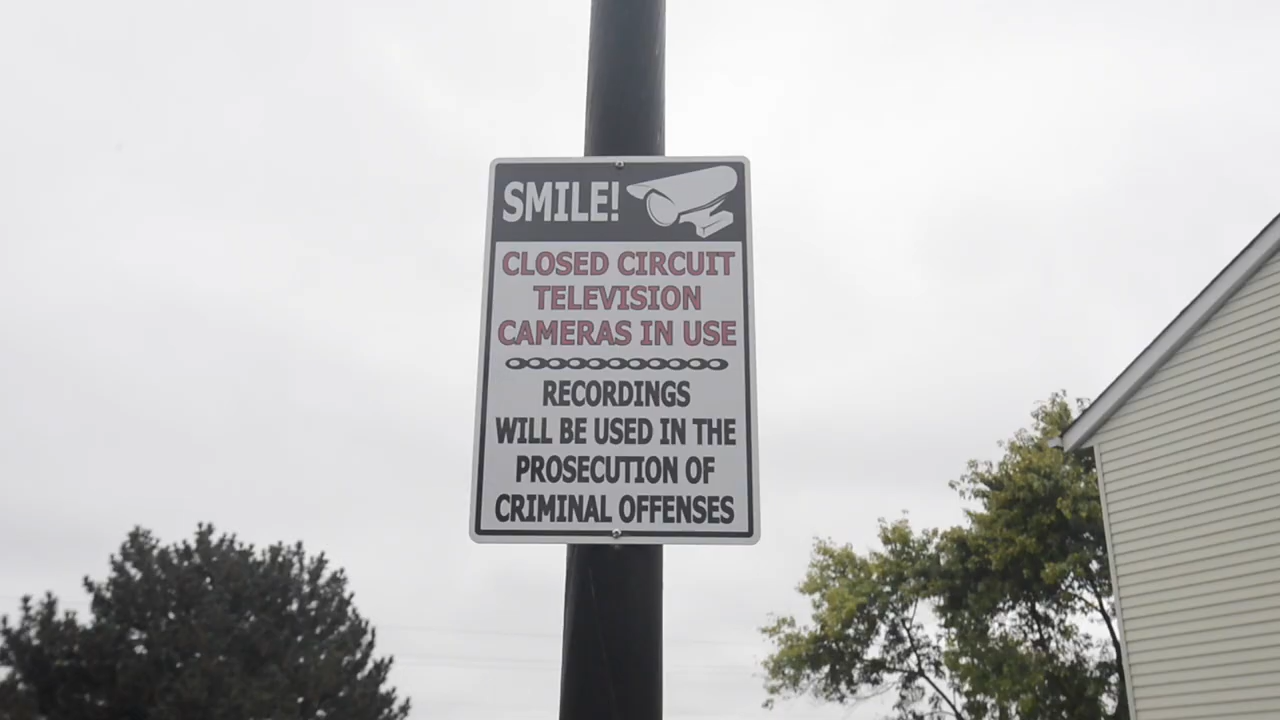 SMILE!
CLOSED CIRCUIT
TELEVISION
CAMERAS IN USE
RECORDINGS
WILL BE USED IN THE
PROSECUTION OF
CRIMINAL OFFENSES